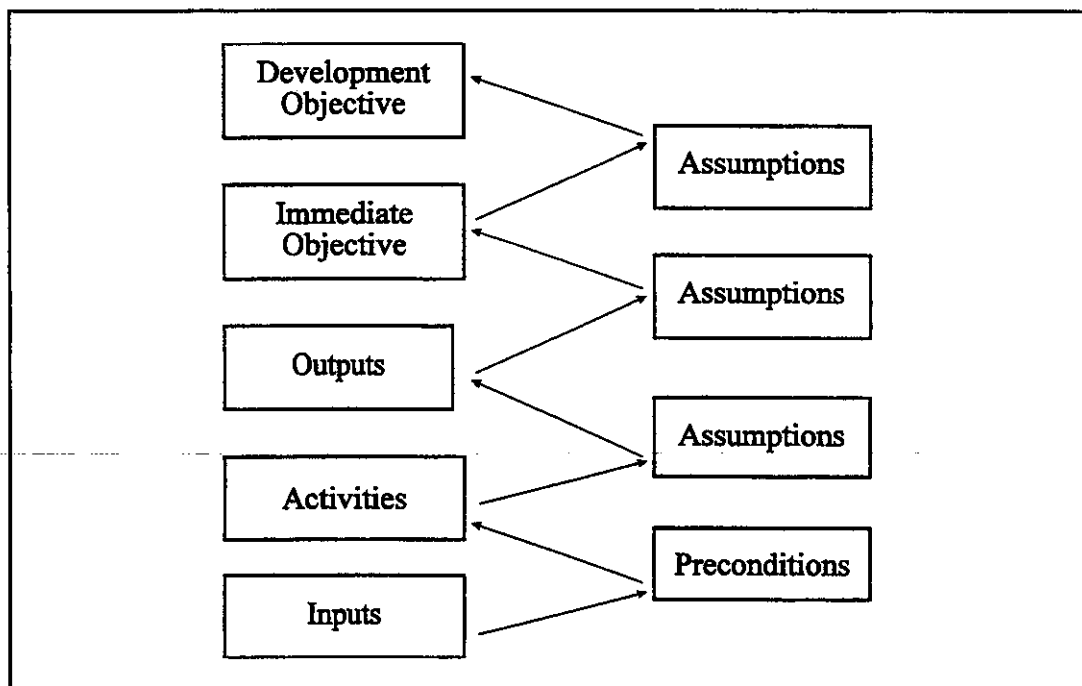 Development
Objective
Assumptions
Immediate
Objective
Assumptions
Outputs
Assumptions
Activities
Preconditions
Inputs